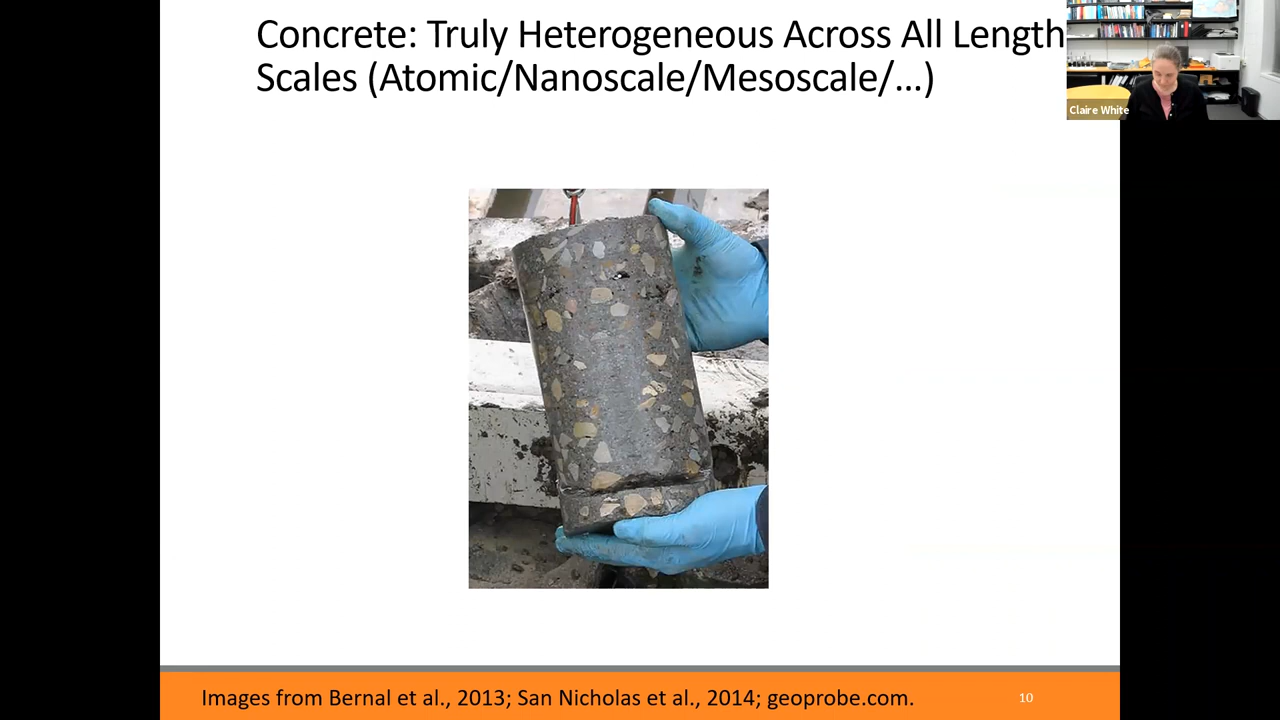 Concrete: Truly Heterogeneous Across All Length
Scales (Atomic/Nanoscale/Mesoscale/…)
Claire White
Images from Bernal et al., 2013; San Nicholas et al., 2014; geoprobe.com.
10